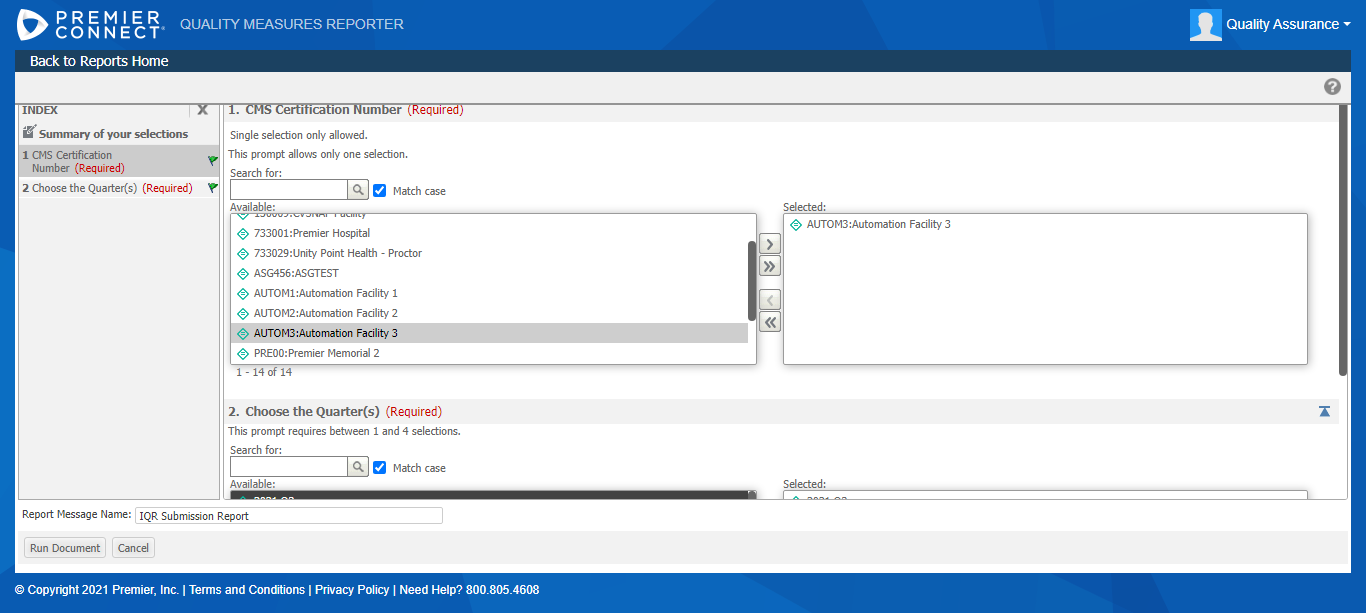 PREMIER CONNECT QUALITY MEASURES REPORTER
Quality Assurance
Back to Reports Home
INDEX X
Summary of your selections
1 CMS Certification
Number (Required)
2 Choose the Quarter(s) (Required)
1. CMS Certification Number (Required)
Single selection only allowed.
This prompt allows only one selection.
Search for:
Match case
Available:
733001:Premier Hospital
733029:Unity Point Health - Proctor
ASG456:ASGTEST
AUTOM1:Automation Facility 1
AUTOM2:Automation Facility 2
AUTOM3:Automation Facility 3
PRE00:Premier Memorial 2
1 - 14 of 14
Selected:
AUTOM3:Automation Facility 3
2. Choose the Quarter(s) (Required)
This prompt requires between 1 and 4 selections.
Search for:
Match case
Available:
Selected:
Report Message Name: IQR Submission Report
Run Document Cancel
© Copyright 2021 Premier, Inc. | Terms and Conditions | Privacy Policy | Need Help? 800.805.4608